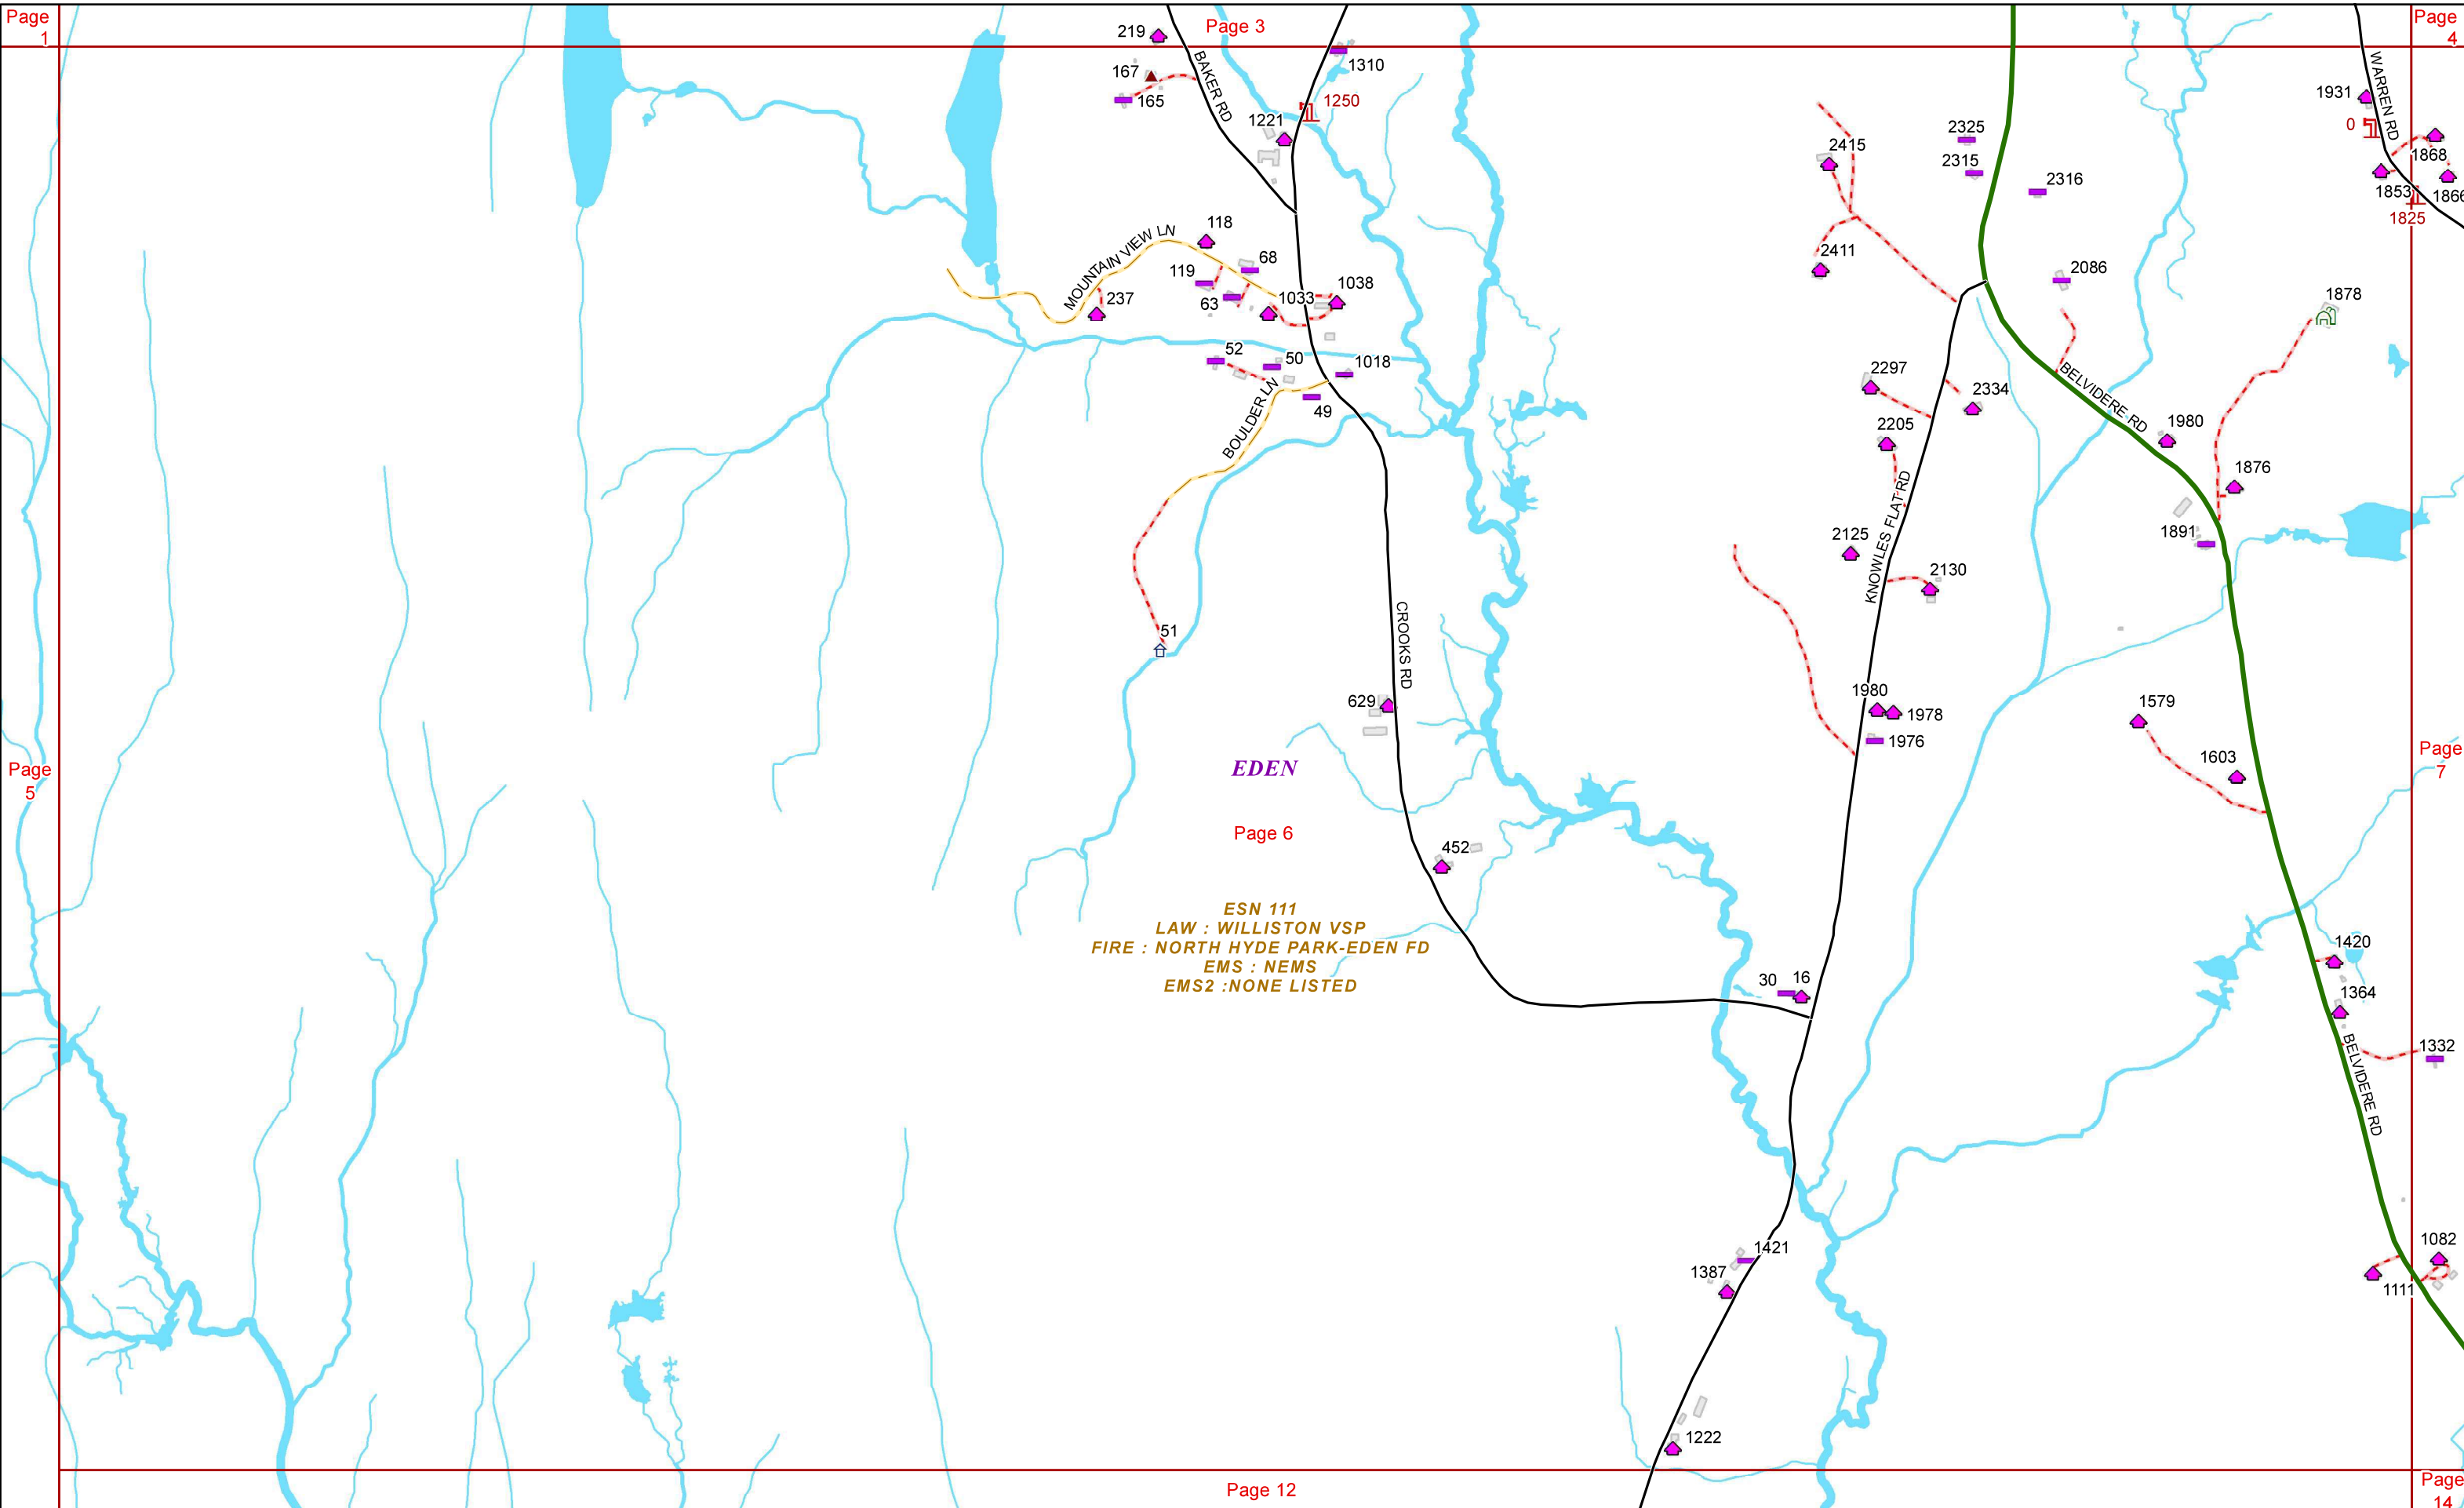 Page
1
Page 3
Page
4
219
167
165
BAKER RD
1310
1250
1221
WARREN RD
1931
0
1868
1853
1866
1825
2415
2325
2315
2316
2411
2086
1878
118
MOUNTAIN VIEW LN
68
119
63
237
1033
1038
52
50
1018
49
BOULDER LN
2297
2334
BELVIDERE RD
2205
1980
1876
KNOWLES FLAT RD
1891
2125
2130
51
CROOKS RD
629
1980
1978
1976
1579
1603
Page
5
EDEN
Page
7
Page 6
452
ESN 111
LAW : WILLISTON VSP
FIRE : NORTH HYDE PARK-EDEN FD
EMS : NEMS
EMS2 :NONE LISTED
30
16
1420
1364
1332
BELVIDERE RD
1421
1387
1082
1111
1222
Page 12
Page
14